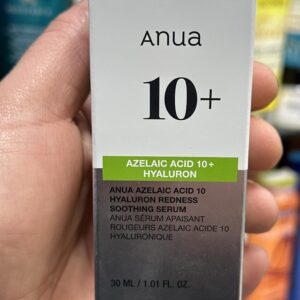 Anua
10+
AZELAIC ACID 10+
HYALURON
ANUA AZELAIC ACID 10
HYALURON REDNESS
SOOTHING SERUM
ANUA SÉRUM APAISANT
ROUGEURS AZELAIC ACIDE 10
HYALURONIQUE
30 ML / 1.01 FL. OZ.